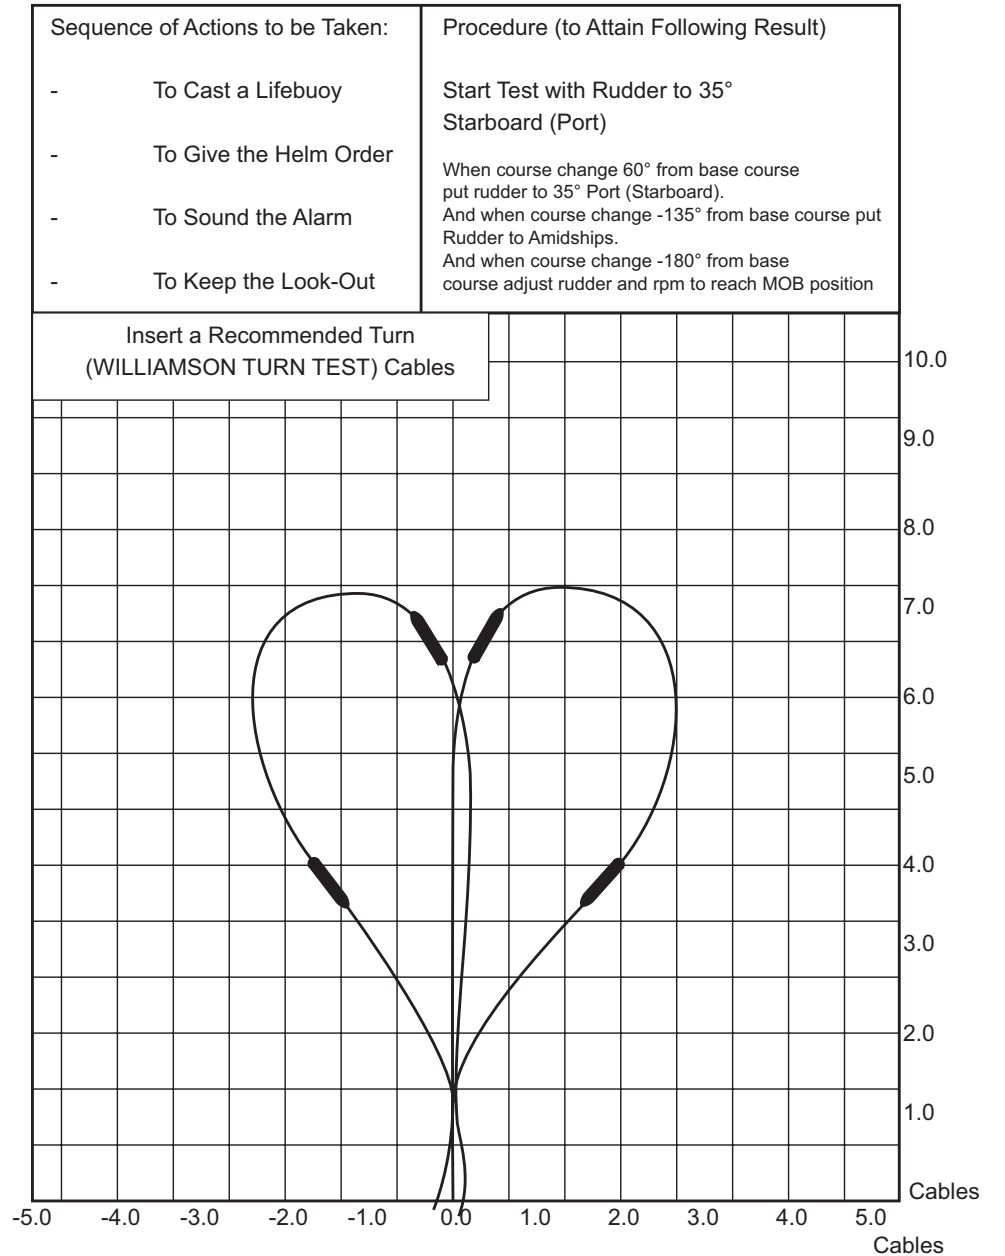 Sequence of Actions to be Taken:
- To Cast a Lifebuoy
- To Give the Helm Order
- To Sound the Alarm
- To Keep the Look-Out
Procedure (to Attain Following Result)
Start Test with Rudder to 35°
Starboard (Port)
When course change 60° from base course
put rudder to 35° Port (Starboard).
And when course change -135° from base course put
Rudder to Amidships.
And when course change -180° from base
course adjust rudder and rpm to reach MOB position
Insert a Recommended Turn
(WILLIAMSON TURN TEST) Cables
10.0
9.0
8.0
7.0
6.0
5.0
4.0
3.0
2.0
1.0
Cables
-5.0 -4.0 -3.0 -2.0 -1.0 0.0 1.0 2.0 3.0 4.0 5.0
Cables